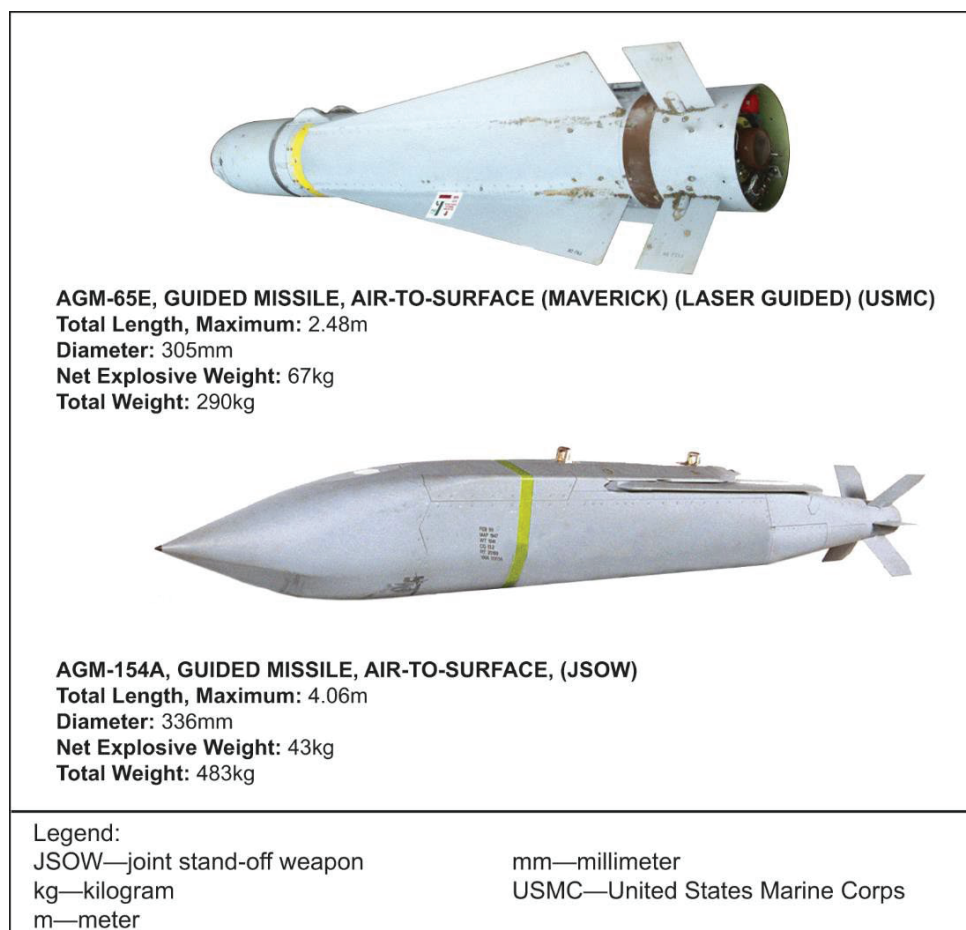 AGM-65E, GUIDED MISSILE, AIR-TO-SURFACE (MAVERICK) (LASER GUIDED) (USMC)
Total Length, Maximum: 2.48m
Diameter: 305mm
Net Explosive Weight: 67kg
Total Weight: 290kg
AGM-154A, GUIDED MISSILE, AIR-TO-SURFACE, (JSOW)
Total Length, Maximum: 4.06m
Diameter: 336mm
Net Explosive Weight: 43kg
Total Weight: 483kg
Legend:
JSOW—joint stand-off weapon
kg—kilogram
m—meter
mm—millimeter
USMC—United States Marine Corps